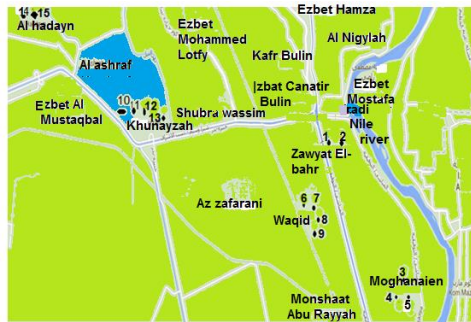 Ezbet Hamza
14
15
Al hadayn
Ezbet
Mohammed
Lotfy
Al Nigylah
Kafr Bulin
Al ashraf
Izbat Canatir
Bulin
Ezbet
Mostafa
radi
Nile
river
Ezbet Al
Mustaqbal
10
11
12
13
Khunayzah
Shubra wassim
1
2
Zawyat El-
bahr
Az zafarani
6
7
Waqid
8
9
Moghanaien
3
4
5
Monshaat
Abu Rayyah